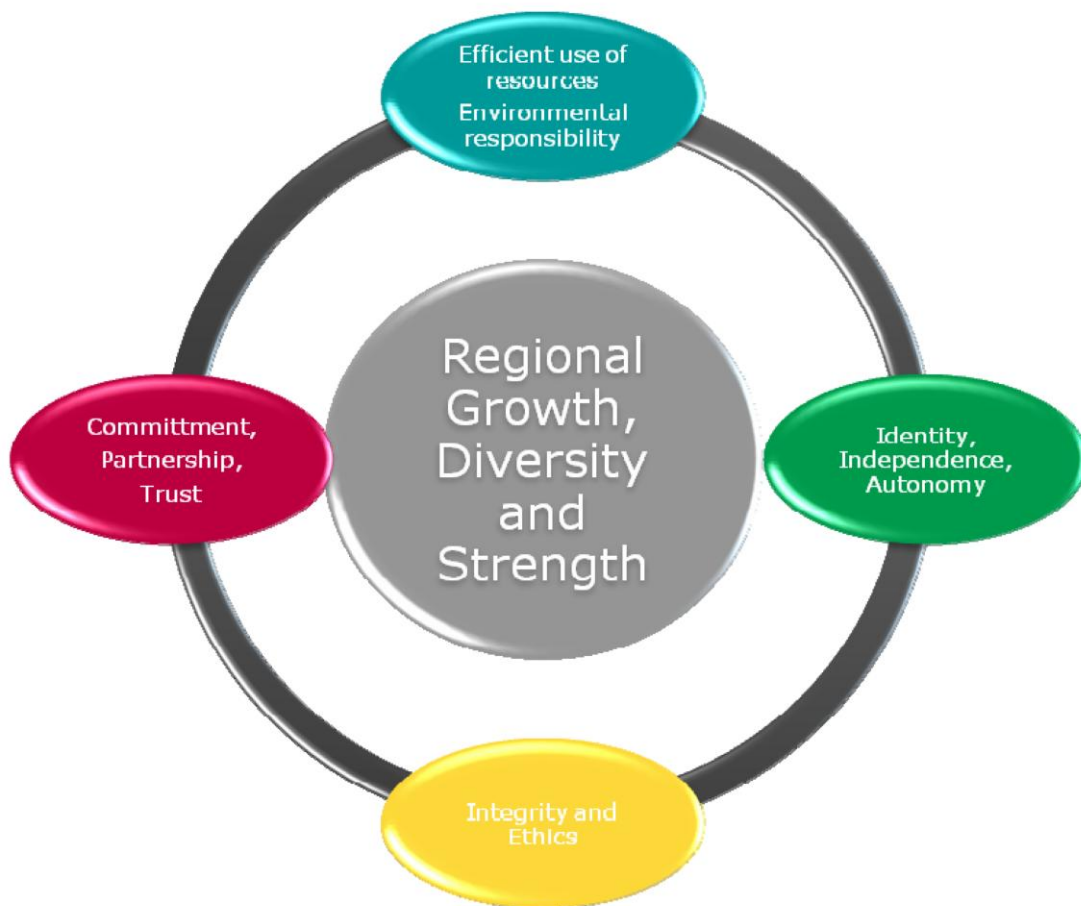 Efficient use of
resources
Environmental
responsibility
Regional
Growth,
Diversity
and
Strength
Committment,
Partnership,
Trust
Identity,
Independence,
Autonomy
Integrity and
Ethics